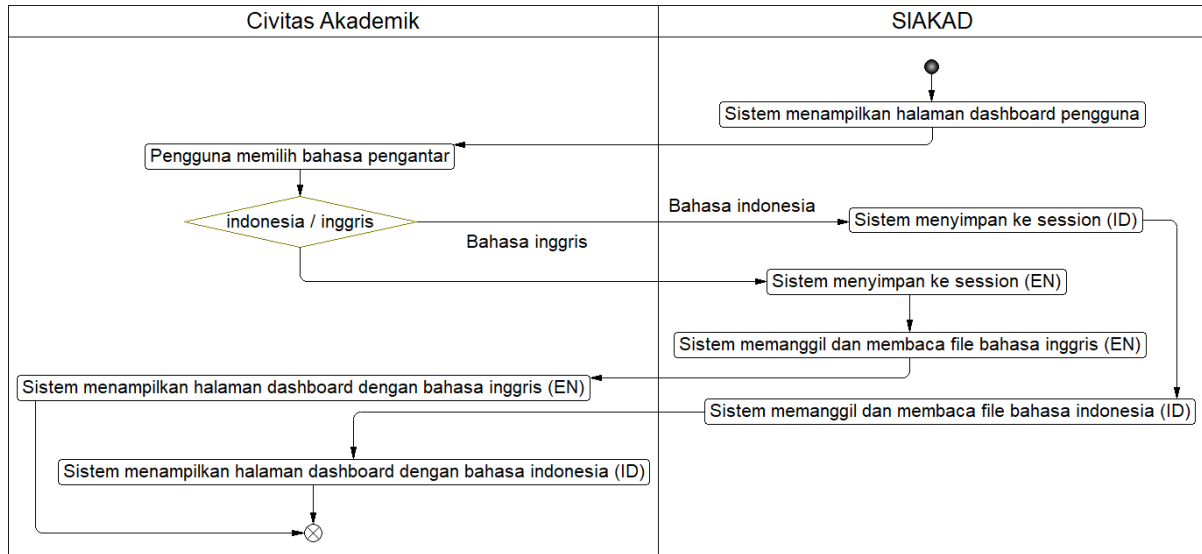 Civitas Akademik
SIAKAD
Sistem menampilkan halaman dashboard pengguna
Pengguna memilih bahasa pengantar
indonesia / inggris
Bahasa indonesia
Sistem menyimpan ke session (ID)
Bahasa inggris
Sistem menyimpan ke session (EN)
Sistem memanggil dan membaca file bahasa inggris (EN)
Sistem menampilkan halaman dashboard dengan bahasa inggris (EN)
Sistem memanggil dan membaca file bahasa indonesia (ID)
Sistem menampilkan halaman dashboard dengan bahasa indonesia (ID)